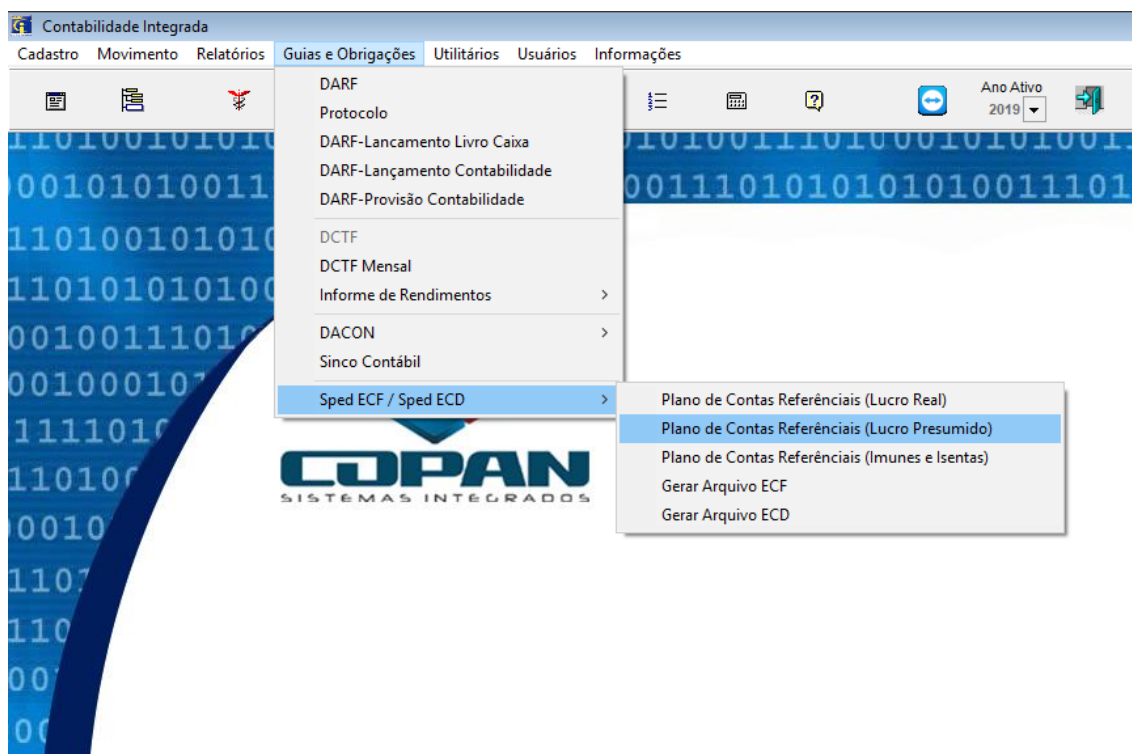 Contabilidade Integrada
Cadastro Movimento Relatórios Guias e Obrigações Utilitários Usuários Informações
DARF
Protocolo
DARF-Lancamento Livro Caixa
DARF-Lançamento Contabilidade
DARF-Provisão Contabilidade
DCTF
DCTF Mensal
Informe de Rendimentos
DACON
Sinco Contábil
Sped ECF / Sped ECD
Ano Ativo
2019
Plano de Contas Referênciais (Lucro Real)
Plano de Contas Referênciais (Lucro Presumido)
Plano de Contas Referênciais (Imunes e Isentas)
Gerar Arquivo ECF
Gerar Arquivo ECD
COPAN
SISTEMAS INTEGRADOS